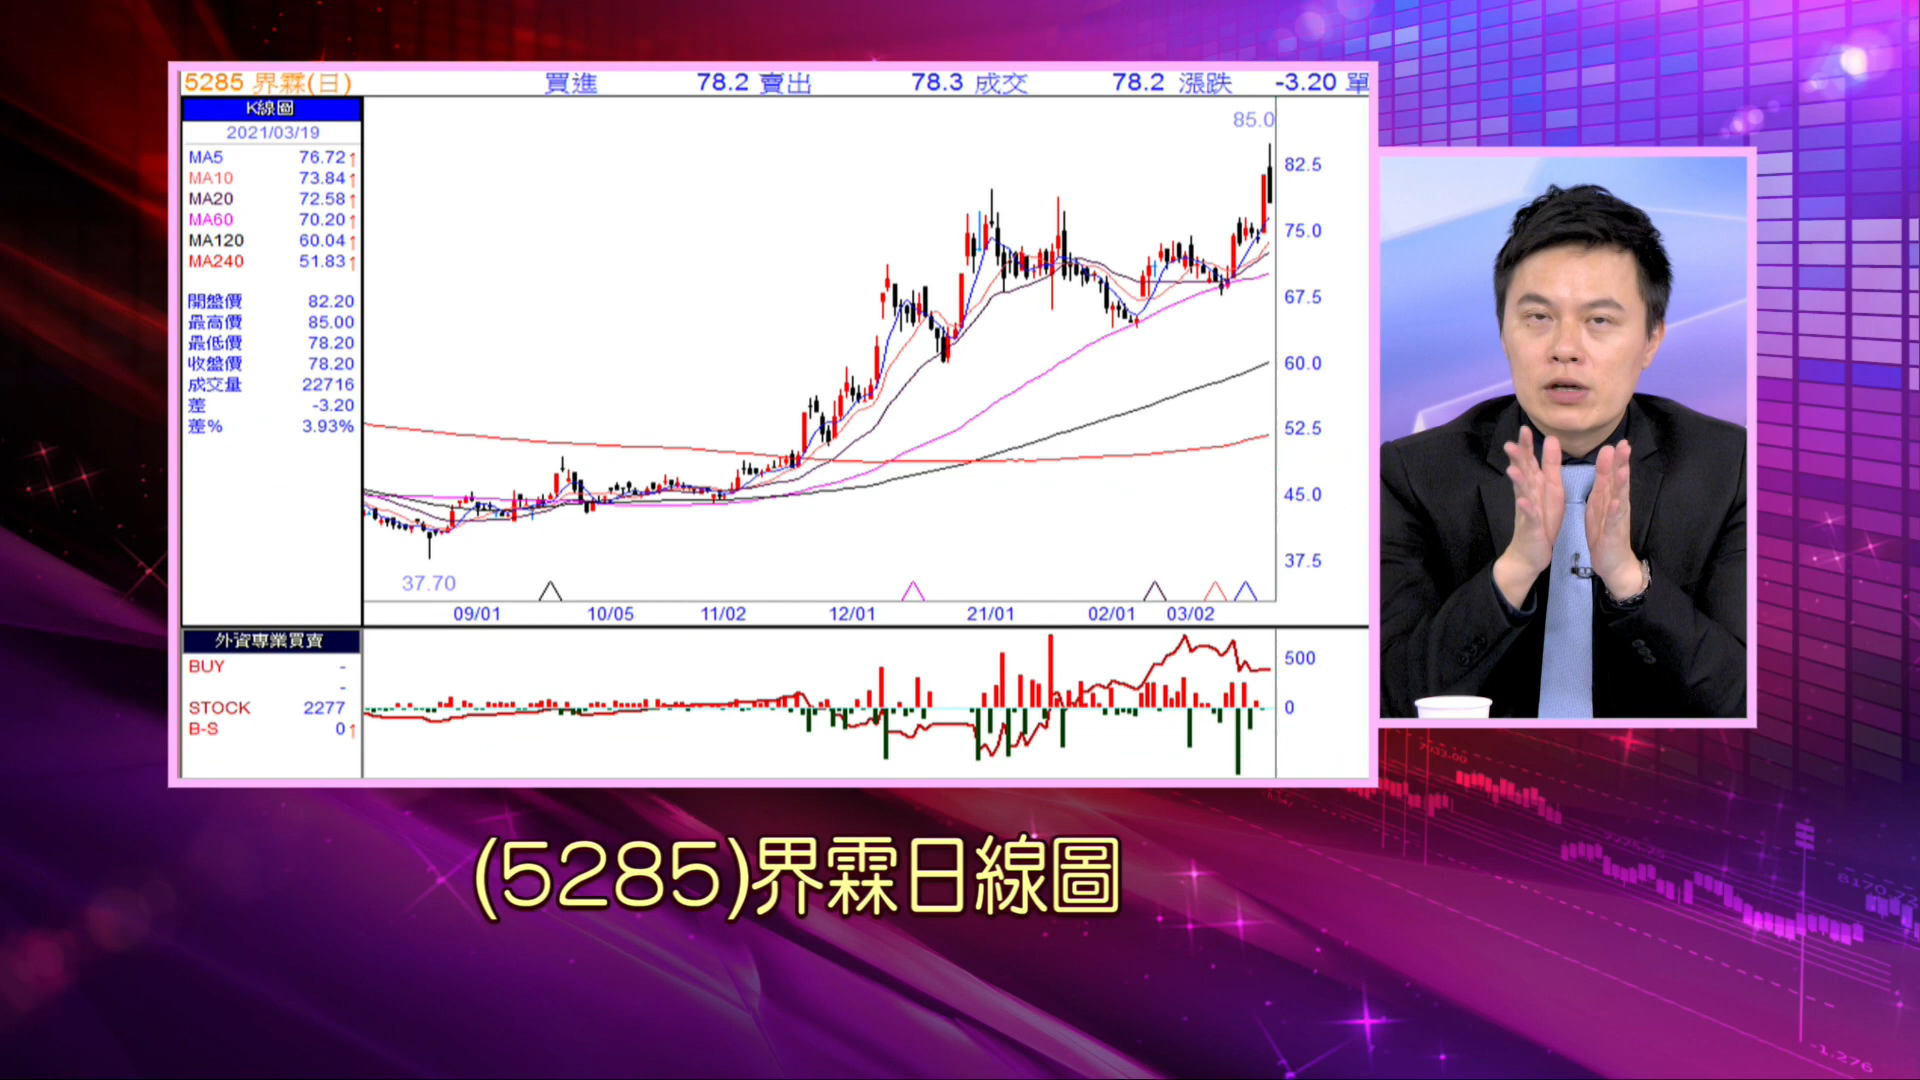 5285 界霖(日) 買進 78.2 賣出 78.3 成交 78.2 漲跌 -3.20 單
K線圖
2021/03/19
MA5 76.72↑
MA10 73.84↑
MA20 72.58↑
MA60 70.20↑
MA120 60.04↑
MA240 51.83↑
開盤價 82.20
最高價 85.00
最低價 78.20
收盤價 78.20
成交量 22716
差 -3.20
差% 3.93%
85.0
82.5
75.0
67.5
60.0
52.5
45.0
37.5
37.70
09/01 10/05 11/02 12/01 21/01 02/01 03/02
外資專業買賣
BUY -
-
STOCK 2277
B-S 0↑
500
0
(5285)界霖日線圖
7033.00
-1.276